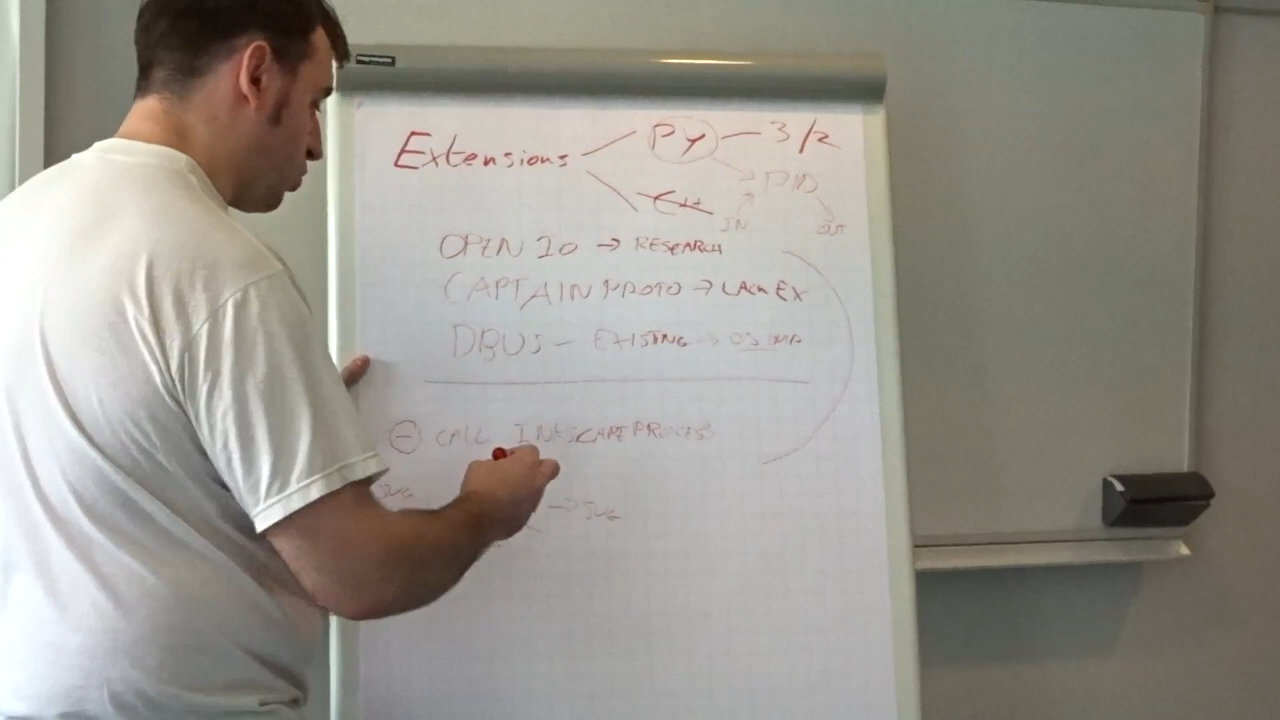 Extensions PY 3/2
C++ PID
IN OUT
OPEN IO → RESEARCH
CAPTAIN PROTO → LACK EX
DBUS - EXISTING → OS IMP
- CALL INKSCAPE PROCESS
SVG
→ SVG